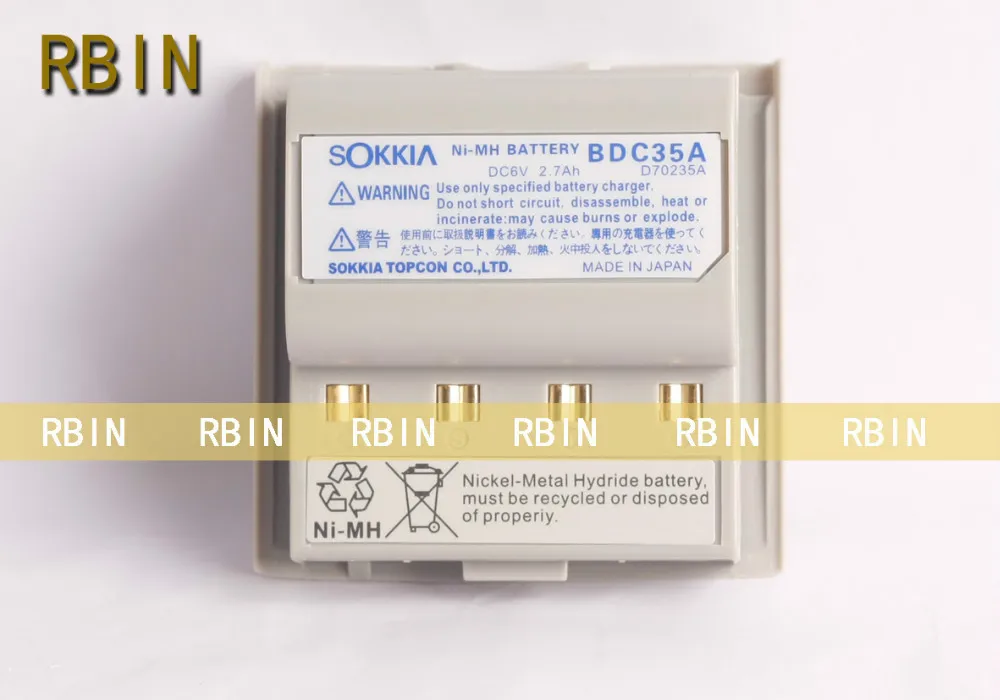 RBIN
SOKKIA Ni-MH BATTERY BDC35A
DC6V 2.7Ah D70235A
WARNING Use only specified battery charger.
Do not short circuit, disassemble, heat or
incinerate:may cause burns or explode.
警告 使用前に取扱説明書をお読みください。専用の充電器を使ってく
ださい。ショート、分解、加熱、火中投入をしないでください。
SOKKIA TOPCON CO.,LTD. MADE IN JAPAN
RBIN RBIN RBIN RBIN RBIN RBIN
Nickel-Metal Hydride battery,
must be recycled or disposed
of properiy.
Ni-MH